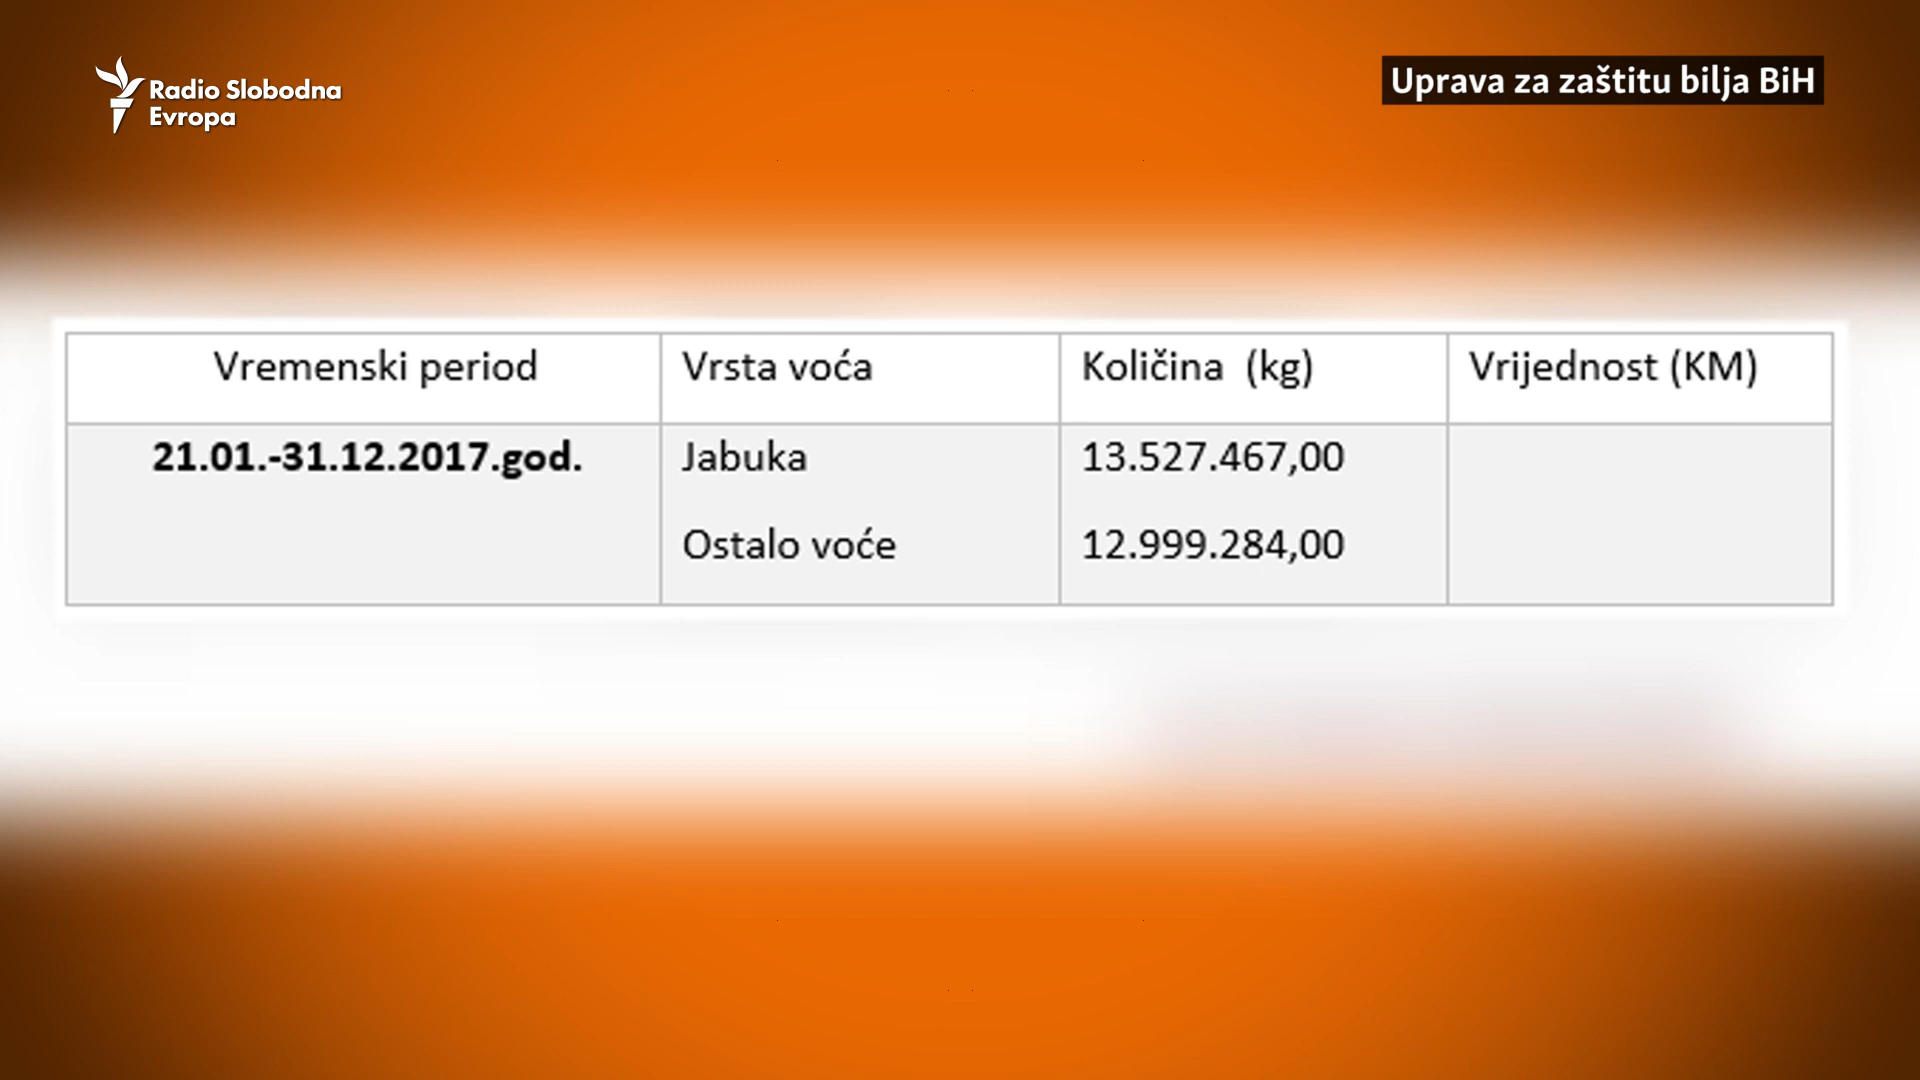 Radio Slobodna
Evropa
Uprava za zaštitu bilja BiH
Vremenski period Vrsta voća Količina (kg) Vrijednost (KM)
21.01.-31.12.2017.god. Jabuka 13.527.467,00
Ostalo voće 12.999.284,00